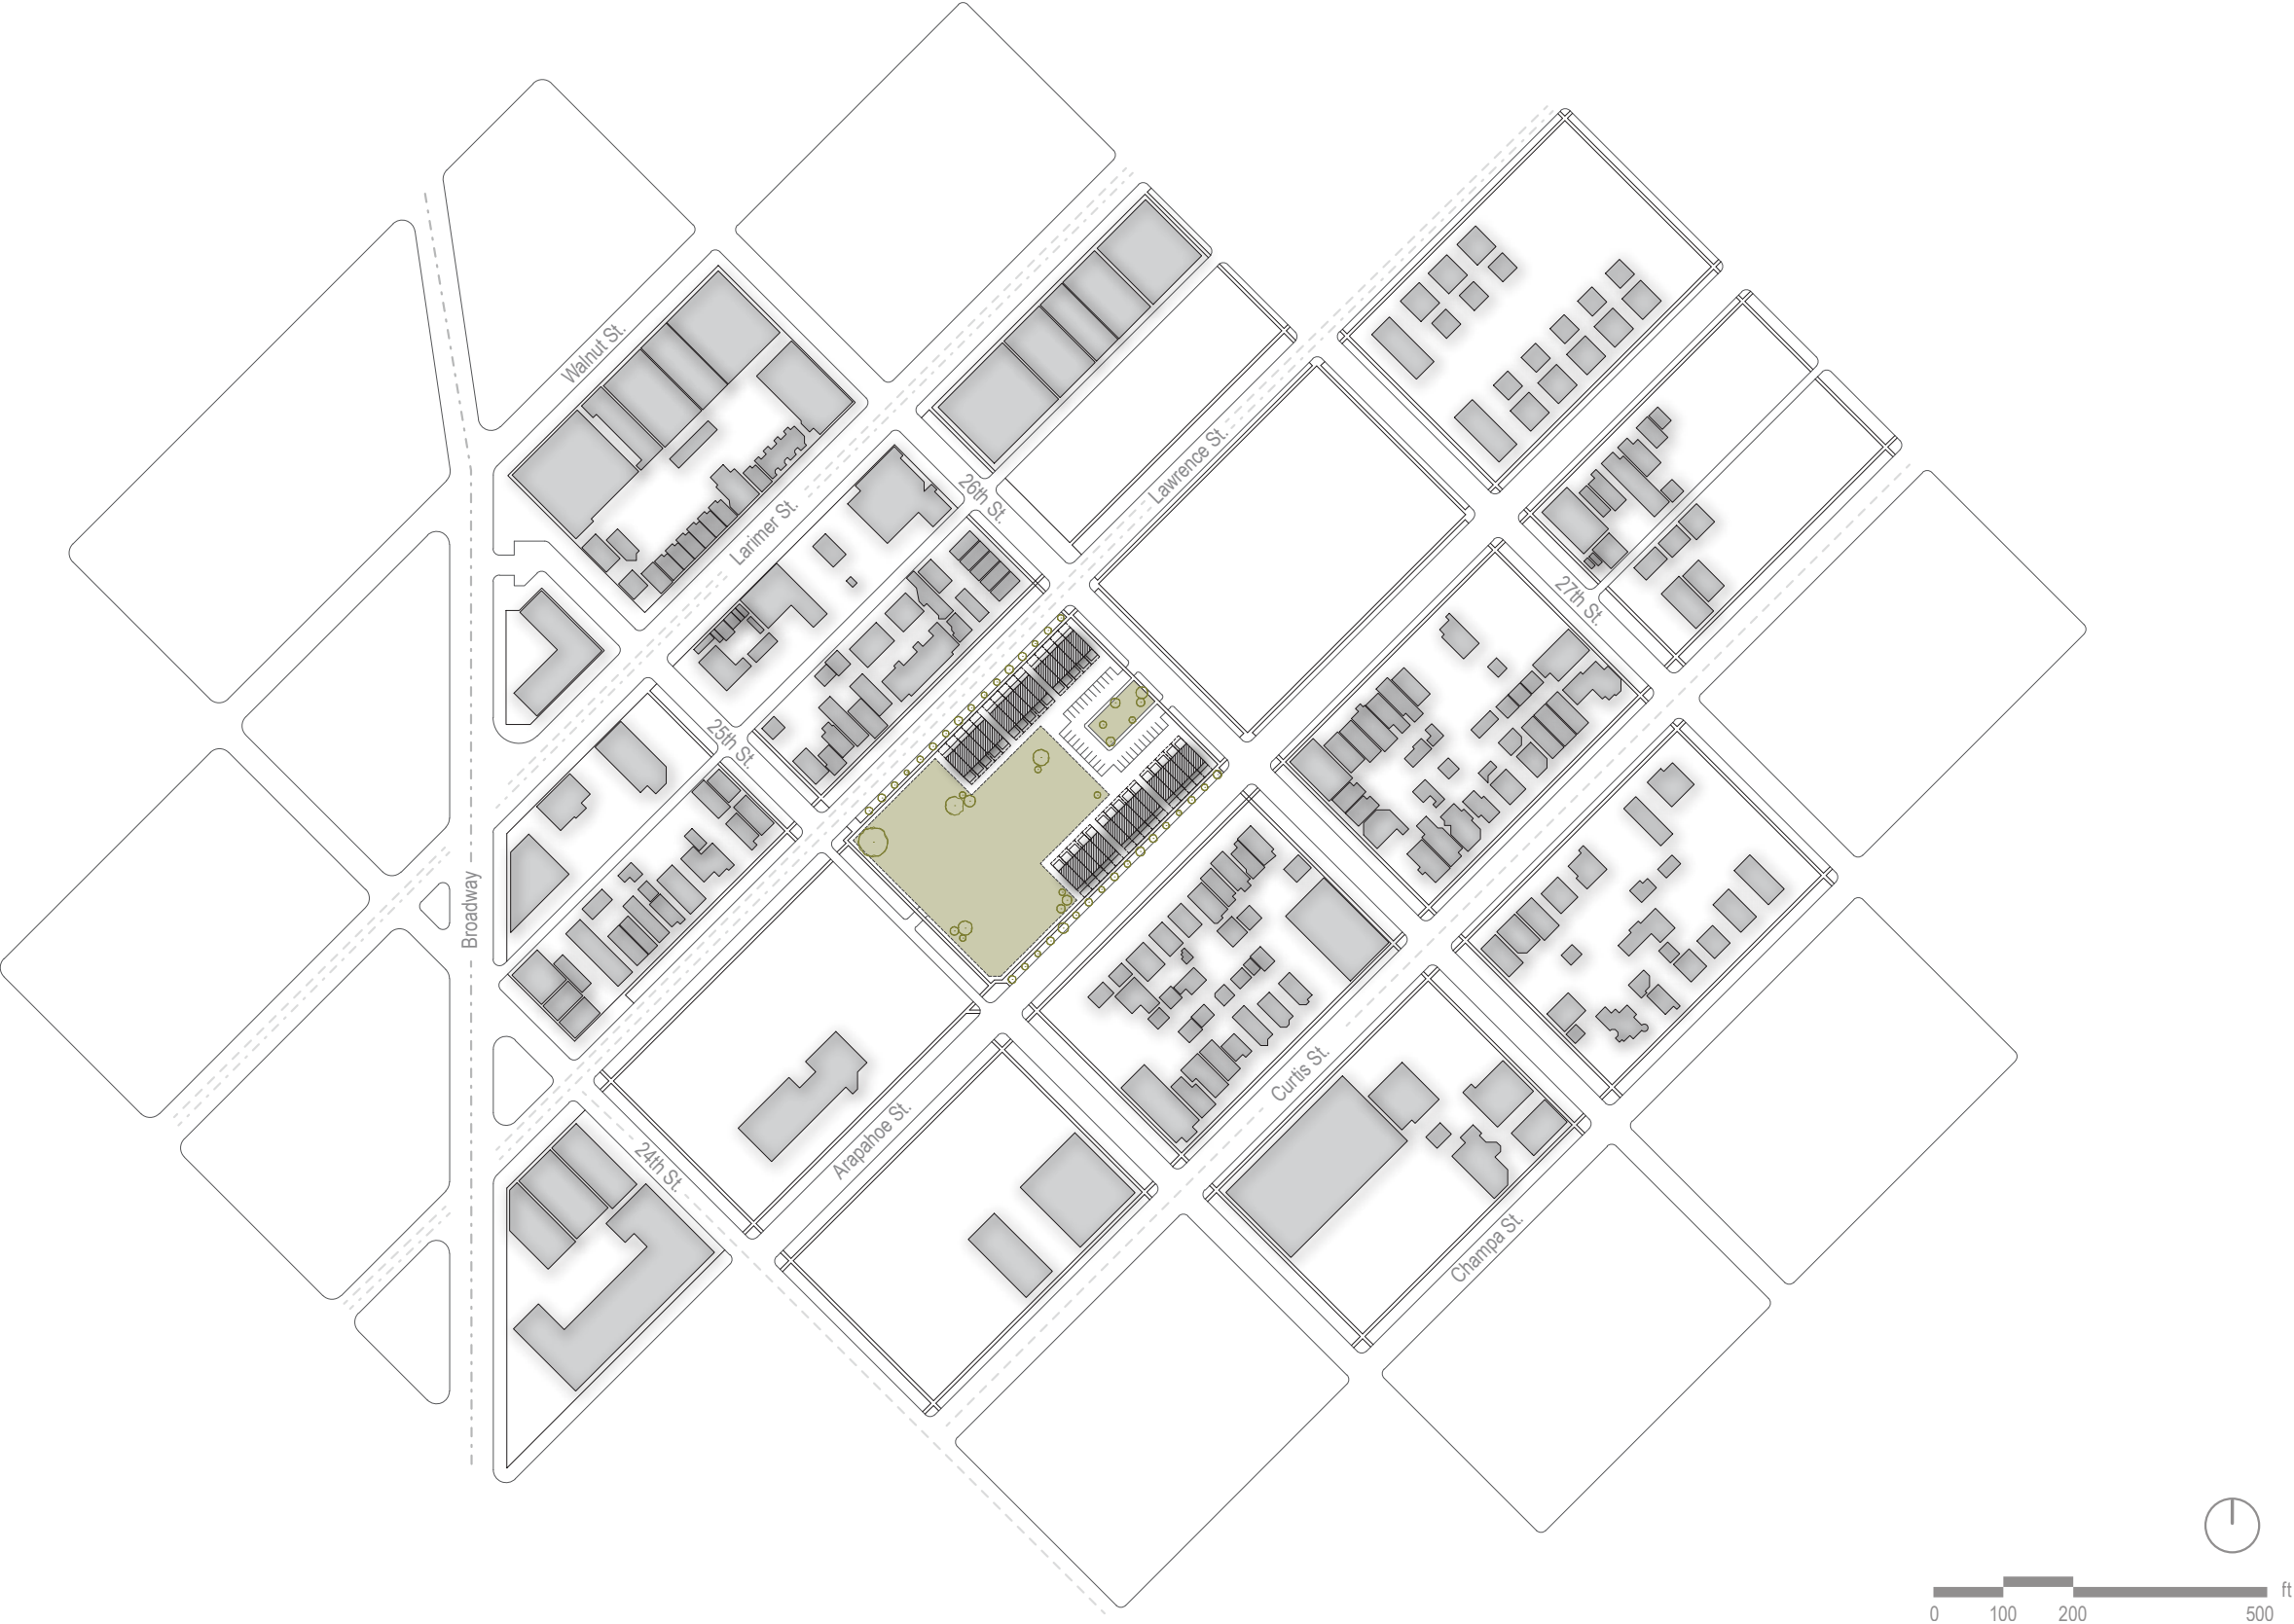 Walnut St.
Larimer St.
26th St.
Lawrence St.
27th St.
25th St.
Broadway
Curtis St.
Arapahoe St.
24th St.
Champa St.
ft
0 100 200 500